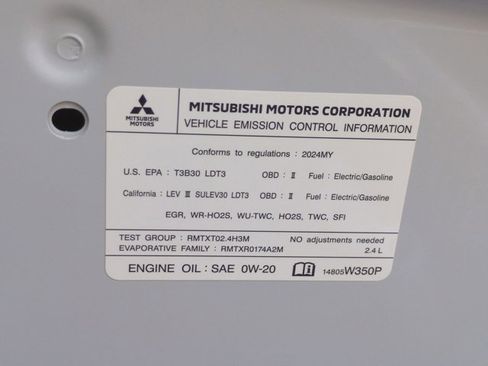 MITSUBISHI MOTORS CORPORATION
MITSUBISHI
MOTORS
VEHICLE EMISSION CONTROL INFORMATION
Conforms to regulations : 2024MY
U.S. EPA : T3B30 LDT3 OBD : Ⅱ Fuel : Electric/Gasoline
California : LEV Ⅲ SULEV30 LDT3 OBD : Ⅱ Fuel : Electric/Gasoline
EGR, WR-HO2S, WU-TWC, HO2S, TWC, SFI
TEST GROUP : RMTXT02.4H3M NO adjustments needed
EVAPORATIVE FAMILY : RMTXR0174A2M 2.4 L
ENGINE OIL : SAE 0W-20 14805W350P